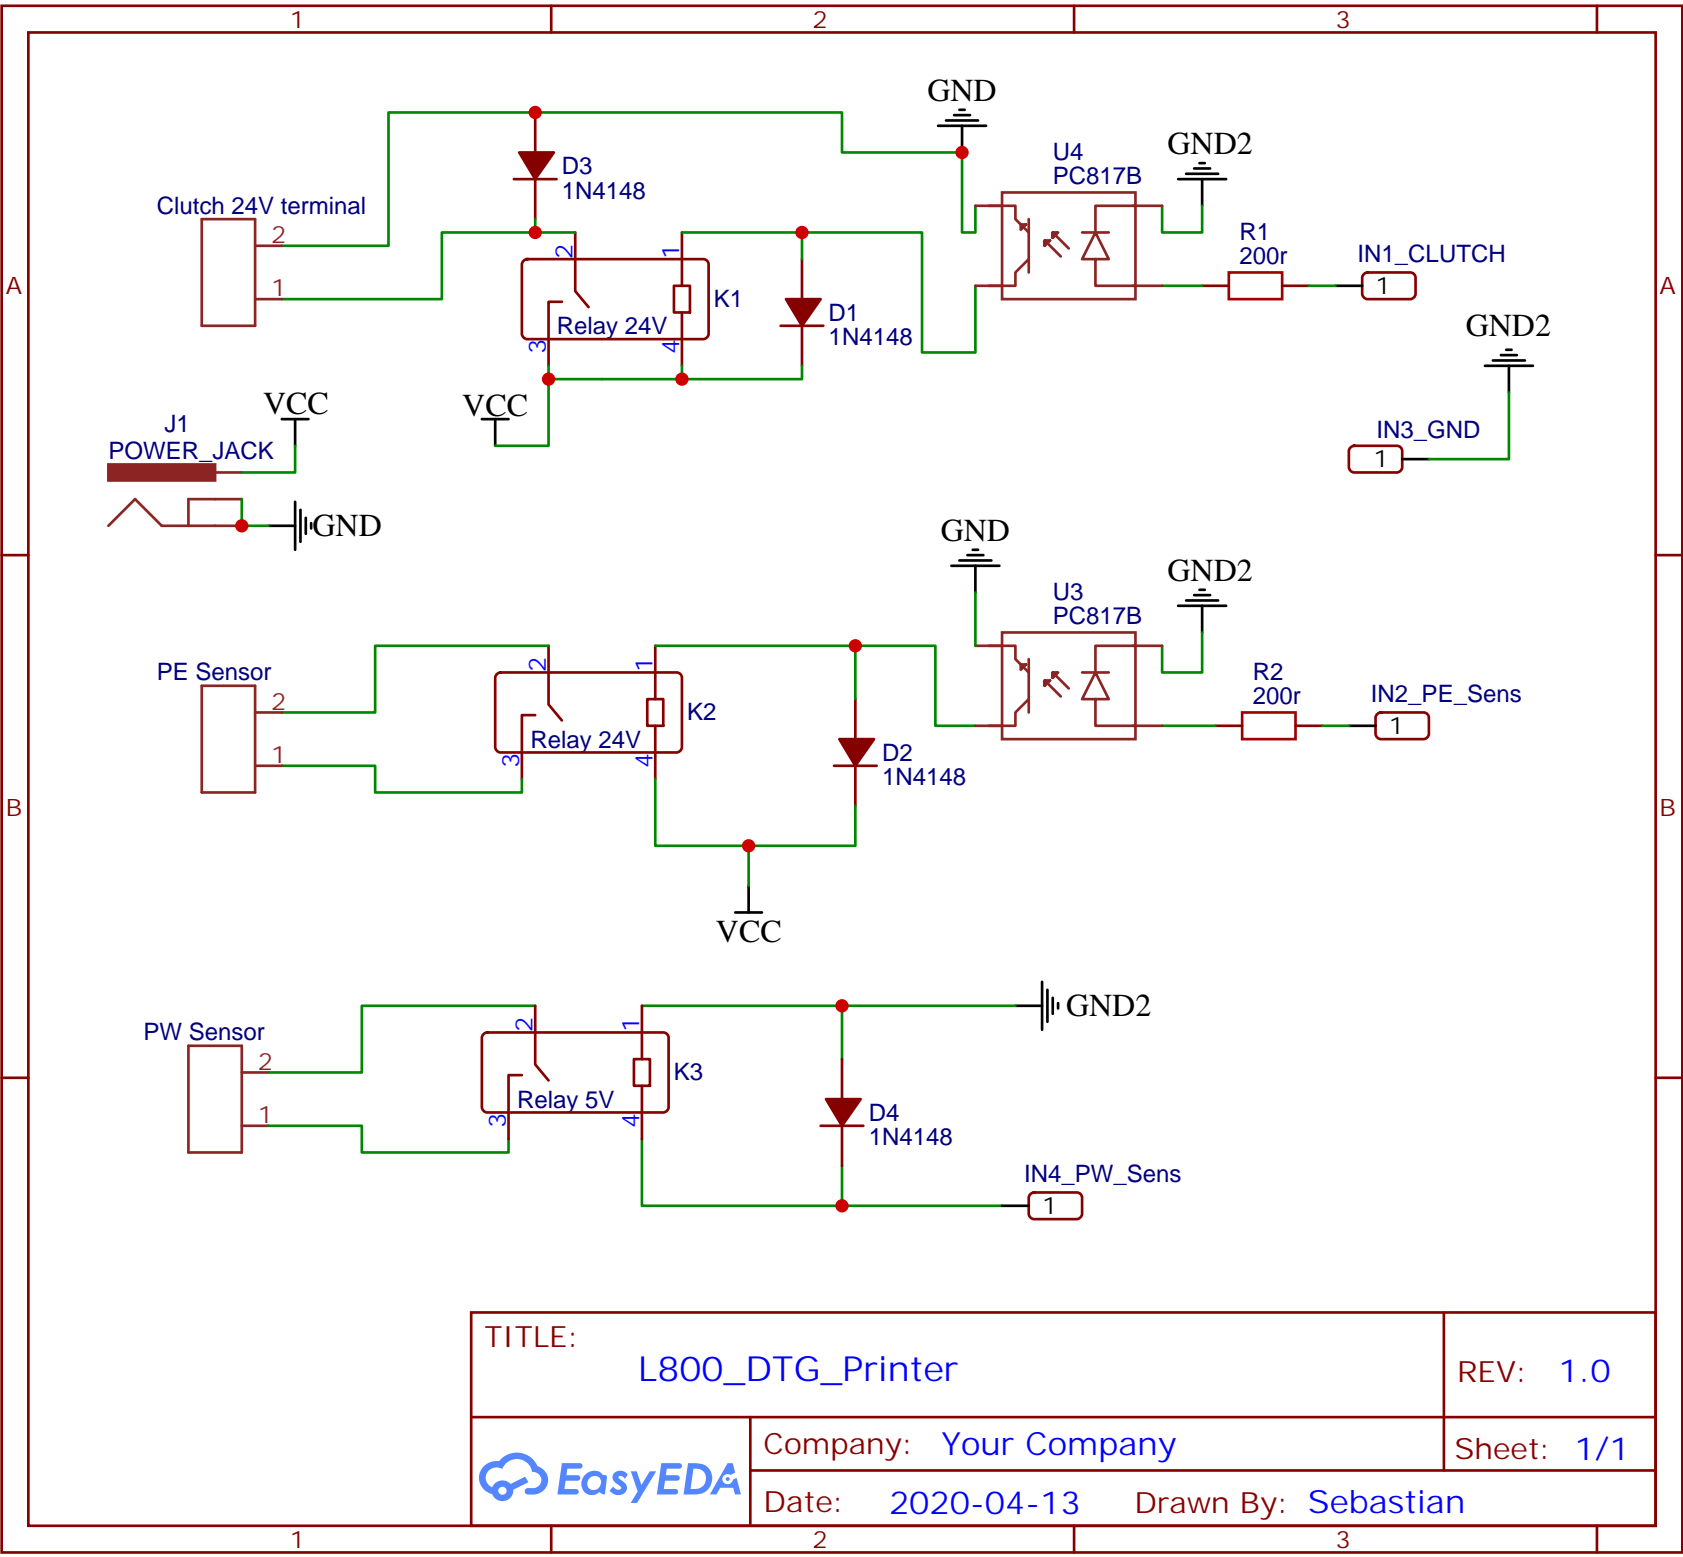 1
2
3
A
A
B
B
GND
GND2
U4
PC817B
D3
1N4148
Clutch 24V terminal
2
1
2
1
K1
Relay 24V
3
4
D1
1N4148
R1
200r
IN1_CLUTCH
1
GND2
VCC
VCC
J1
POWER_JACK
GND
IN3_GND
1
GND
GND2
U3
PC817B
PE Sensor
2
1
2
1
K2
Relay 24V
3
4
D2
1N4148
R2
200r
IN2_PE_Sens
1
VCC
PW Sensor
2
1
2
1
K3
Relay 5V
3
4
GND2
D4
1N4148
IN4_PW_Sens
1
TITLE:
L800_DTG_Printer
REV: 1.0
EasyEDA
Company: Your Company
Sheet: 1/1
Date: 2020-04-13 Drawn By: Sebastian
1
2
3